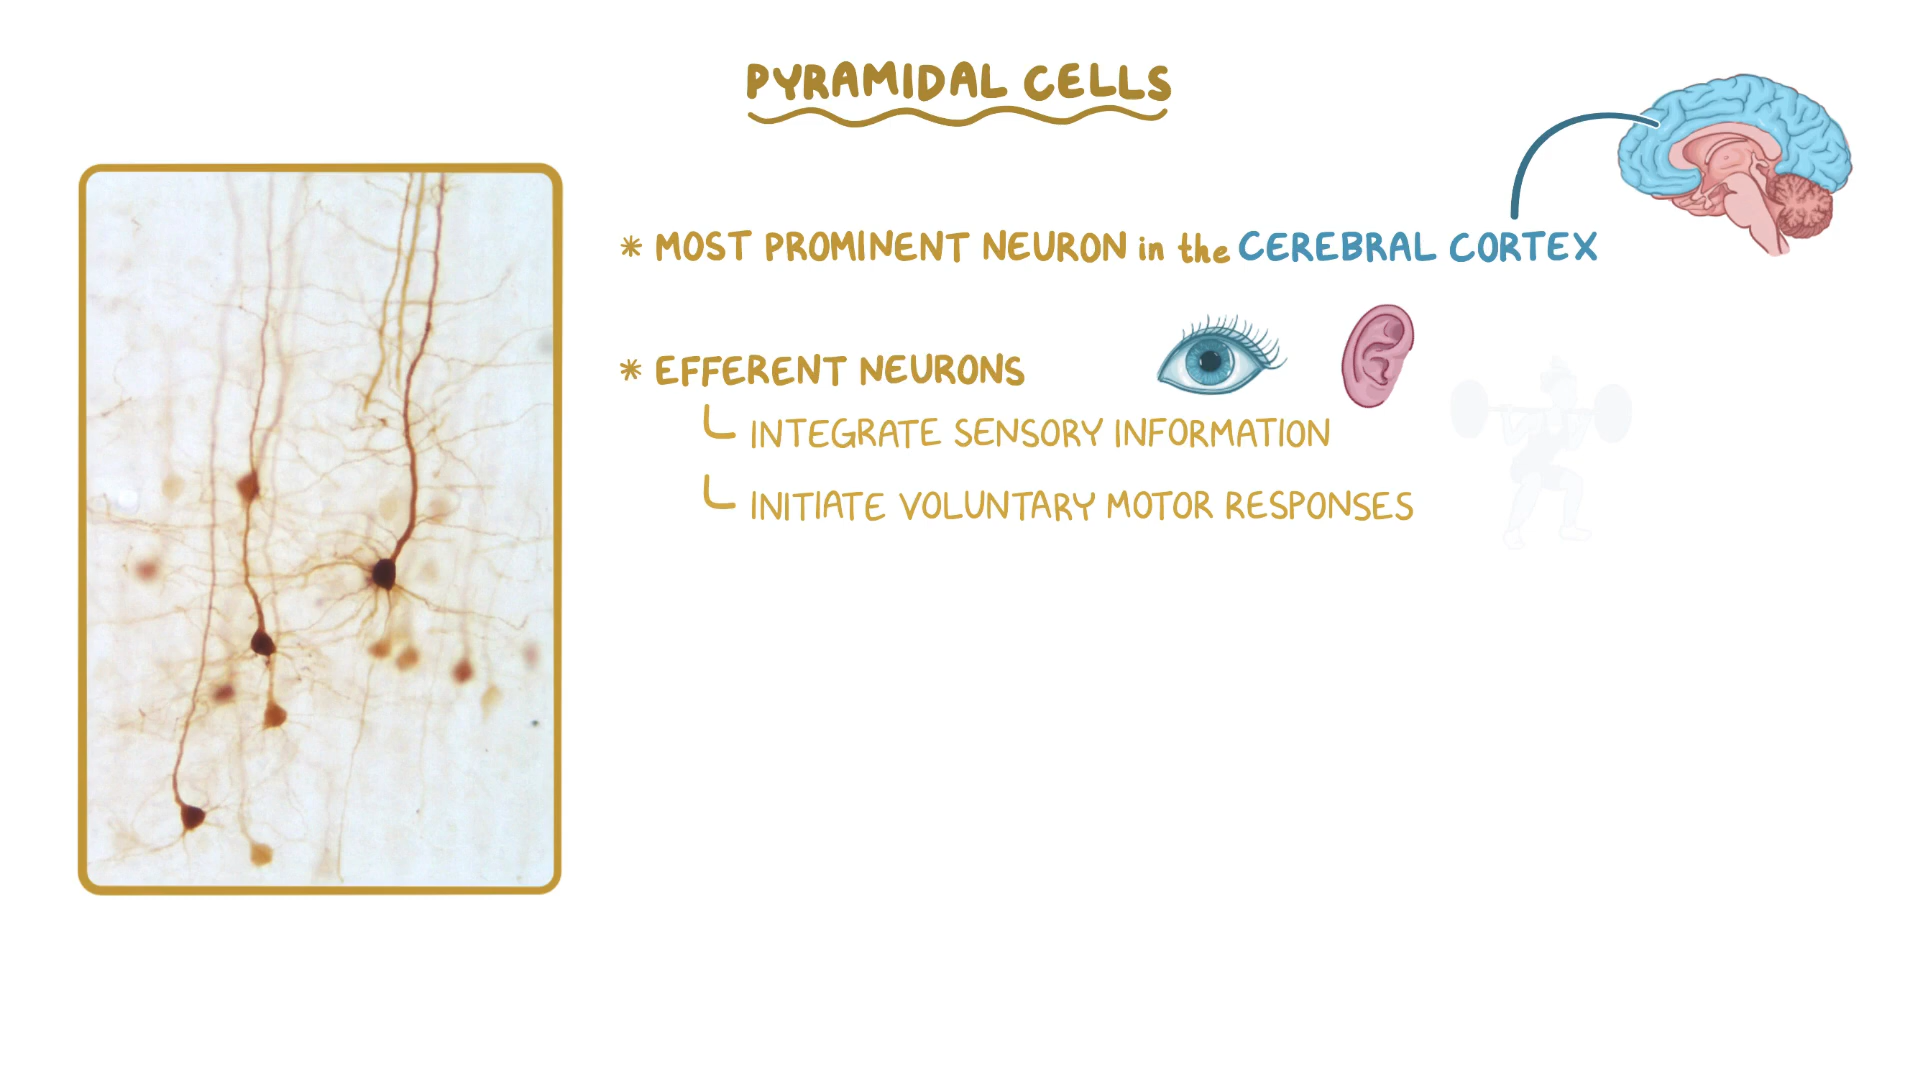 PYRAMIDAL CELLS
* MOST PROMINENT NEURON in the CEREBRAL CORTEX
* EFFERENT NEURONS
INTEGRATE SENSORY INFORMATION
INITIATE VOLUNTARY MOTOR RESPONSES